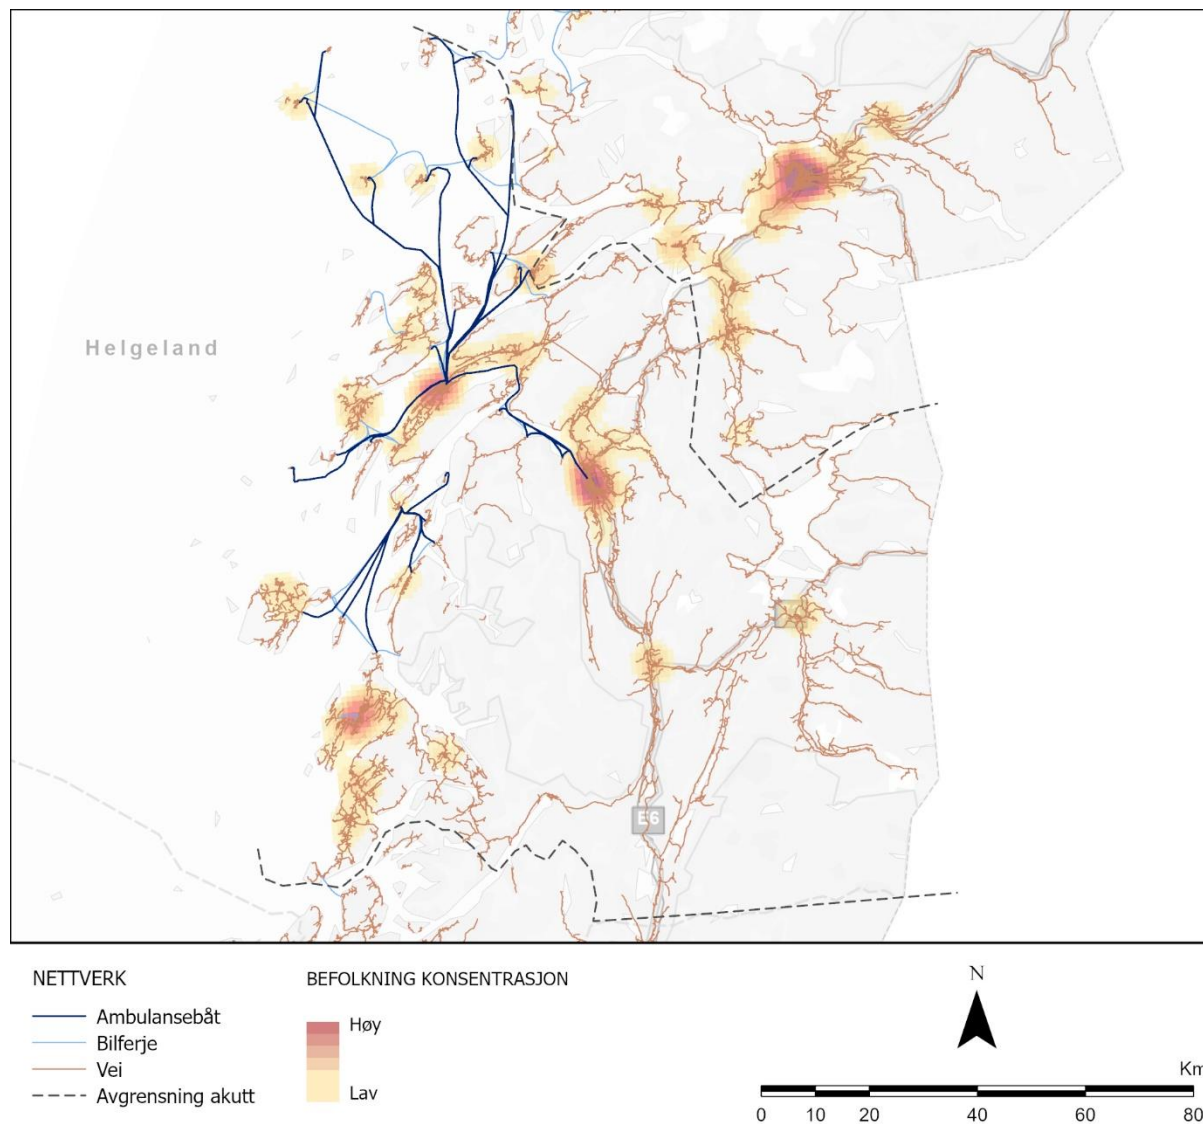 Helgeland
E6
NETTVERK
Ambulansebåt
Bilferje
Vei
Avgrensning akutt
BEFOLKNING KONSENTRASJON
Høy
Lav
N
Km
0 10 20 40 60 80